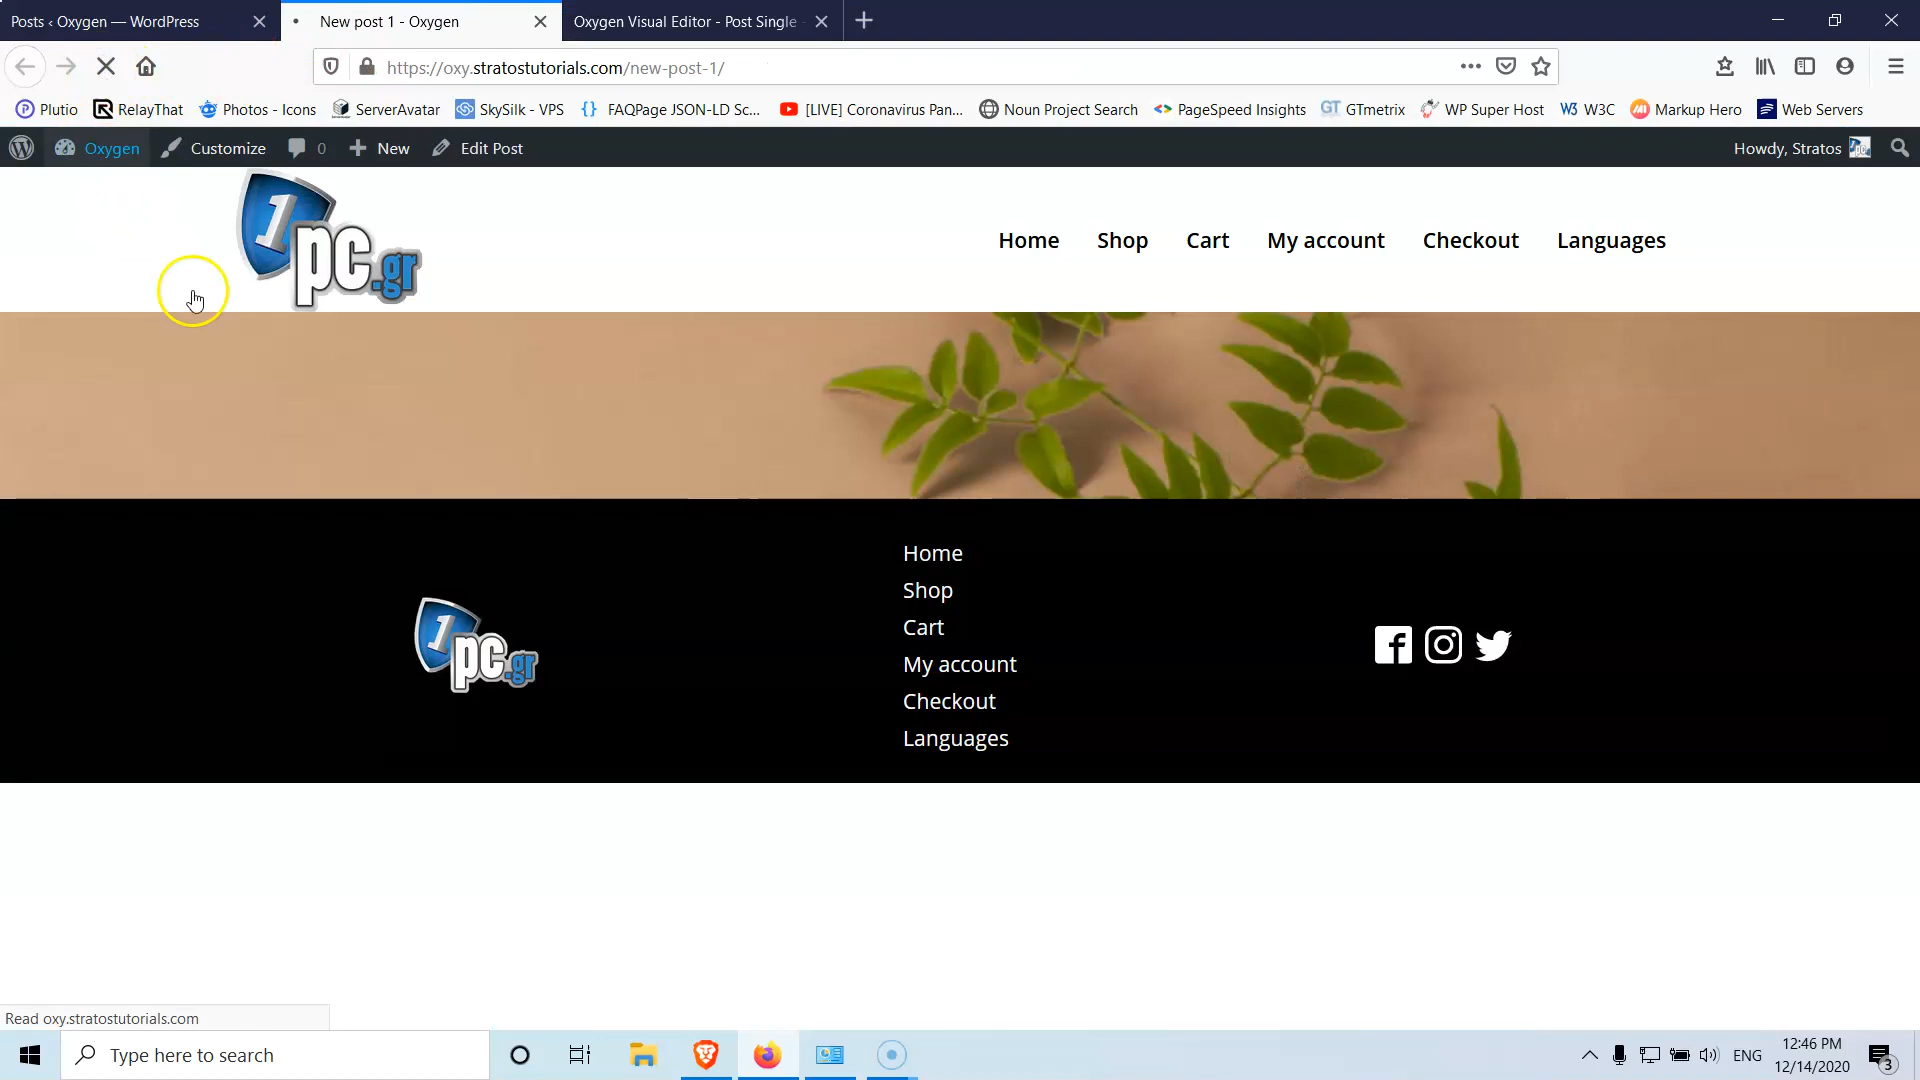 Posts ‹ Oxygen — WordPress
New post 1 - Oxygen
Oxygen Visual Editor - Post Single -
https://oxy.stratostutorials.com/new-post-1/
Plutio
RelayThat
Photos - Icons
ServerAvatar
SkySilk - VPS
FAQPage JSON-LD Sc...
[LIVE] Coronavirus Pan...
Noun Project Search
PageSpeed Insights
GTmetrix
WP Super Host
W3C
Markup Hero
Web Servers
Oxygen
Customize
0
New
Edit Post
Howdy, Stratos
1pc.gr
Home
Shop
Cart
My account
Checkout
Languages
1pc.gr
Home
Shop
Cart
My account
Checkout
Languages
Read oxy.stratostutorials.com
Type here to search
ENG
12:46 PM
12/14/2020
3